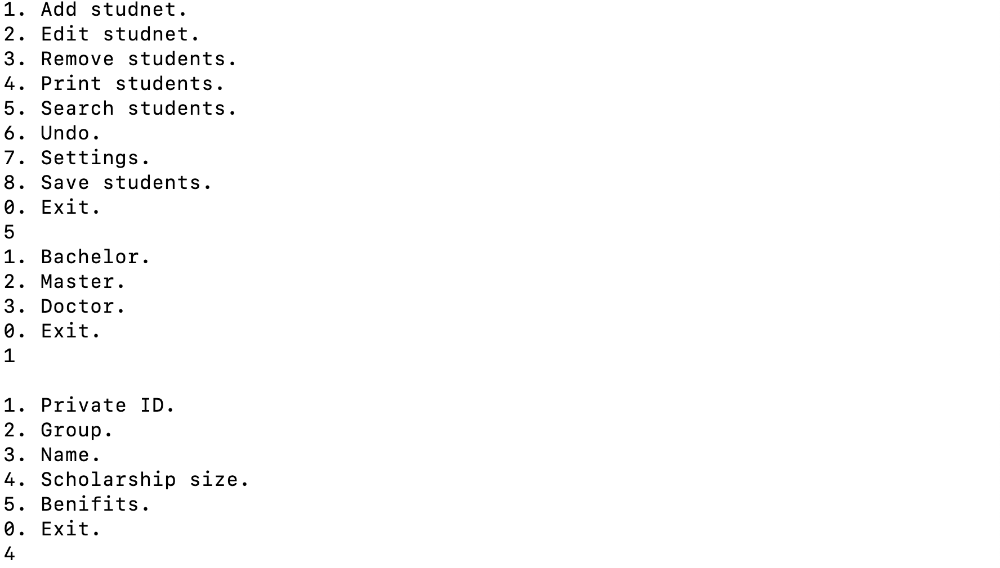 1. Add studnet.
2. Edit studnet.
3. Remove students.
4. Print students.
5. Search students.
6. Undo.
7. Settings.
8. Save students.
0. Exit.
5
1. Bachelor.
2. Master.
3. Doctor.
0. Exit.
1
1. Private ID.
2. Group.
3. Name.
4. Scholarship size.
5. Benifits.
0. Exit.
4